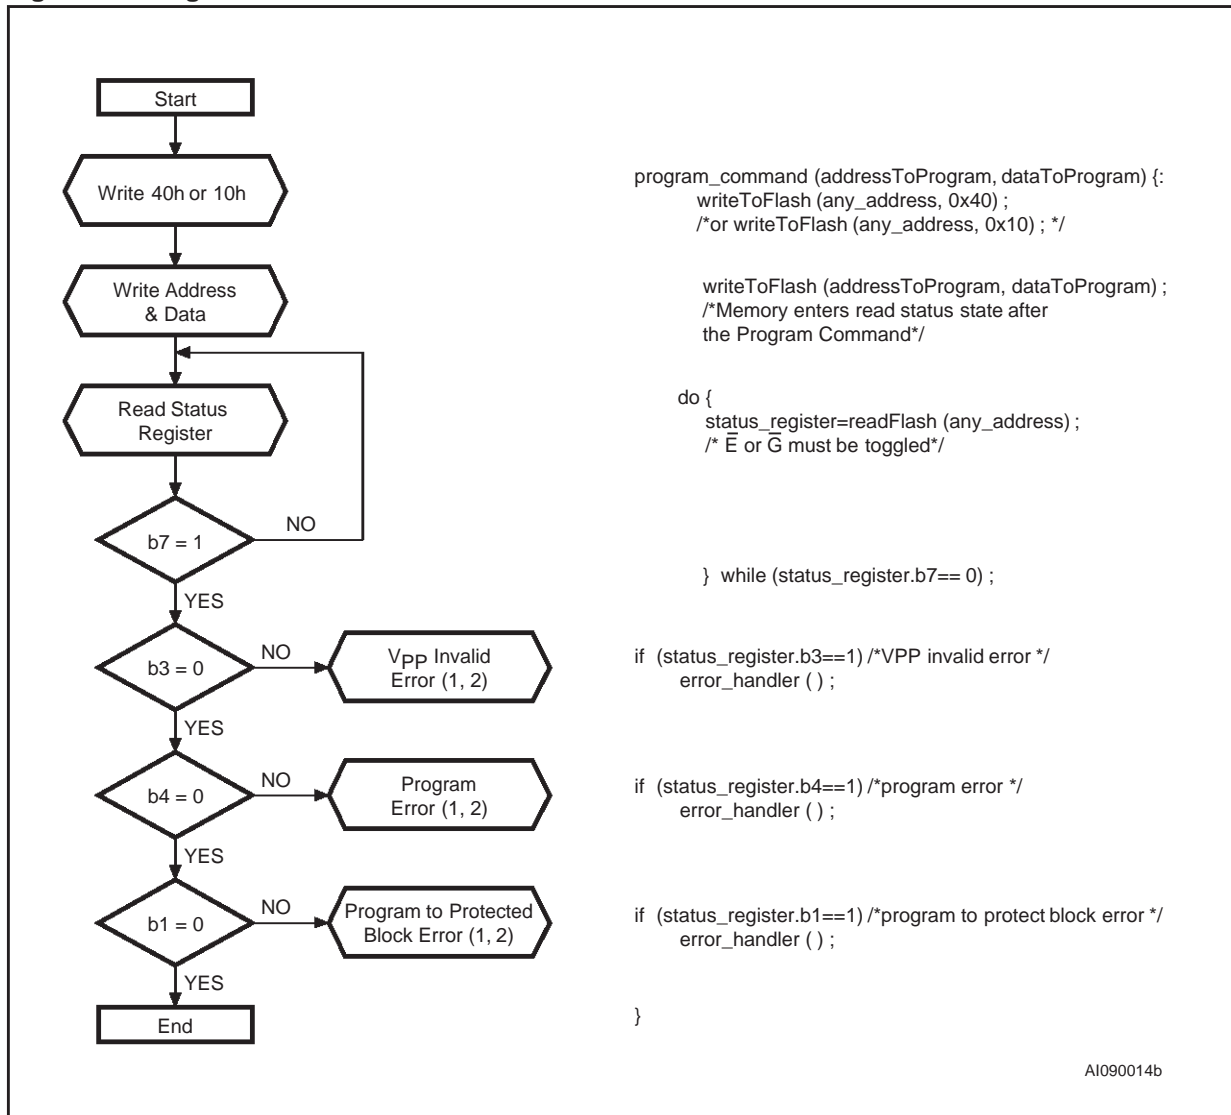 Start
Write 40h or 10h
Write Address
& Data
Read Status
Register
b7 = 1
NO
YES
b3 = 0
NO
VPP Invalid
Error (1, 2)
YES
b4 = 0
NO
Program
Error (1, 2)
YES
b1 = 0
NO
Program to Protected
Block Error (1, 2)
YES
End
program_command (addressToProgram, dataToProgram) {:
writeToFlash (any_address, 0x40) ;
/*or writeToFlash (any_address, 0x10) ; */
writeToFlash (addressToProgram, dataToProgram) ;
/*Memory enters read status state after
the Program Command*/
do {
status_register=readFlash (any_address) ;
/* E̅ or G̅ must be toggled*/
} while (status_register.b7== 0) ;
if (status_register.b3==1) /*VPP invalid error */
error_handler ( ) ;
if (status_register.b4==1) /*program error */
error_handler ( ) ;
if (status_register.b1==1) /*program to protect block error */
error_handler ( ) ;
}
AI090014b